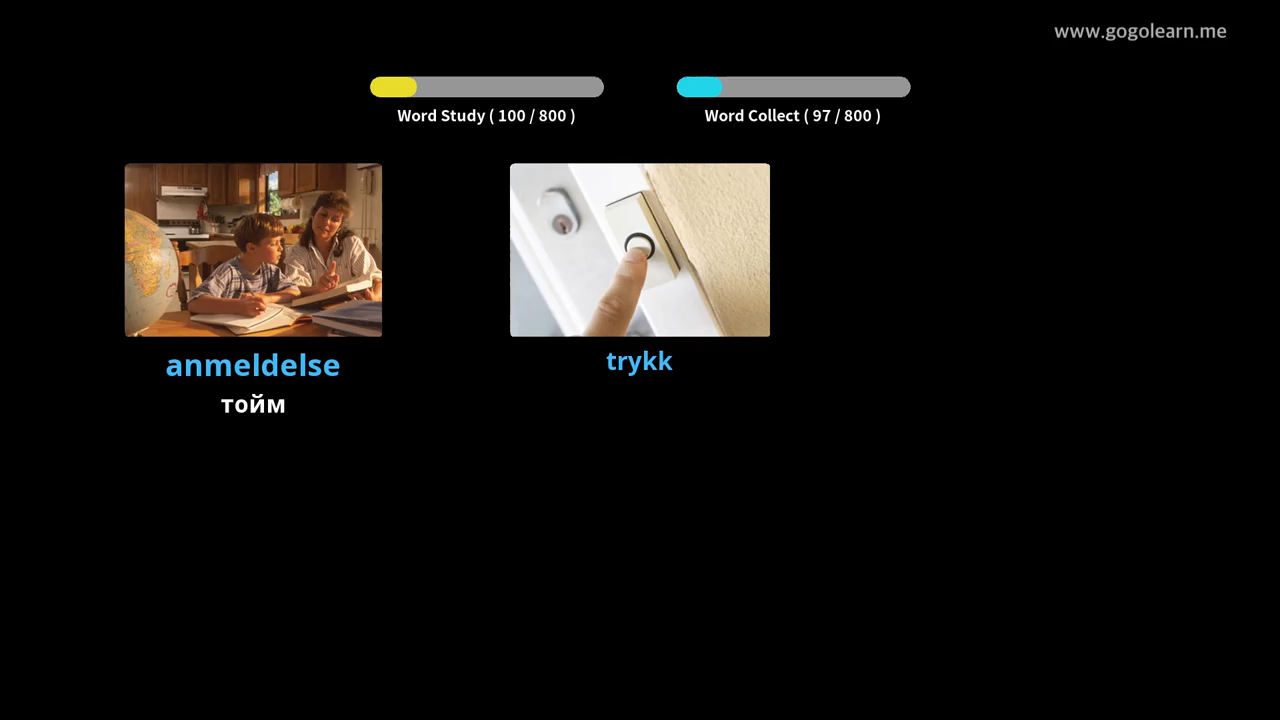 www.gogolearn.me
Word Study ( 100 / 800 )
Word Collect ( 97 / 800 )
anmeldelse
тойм
trykk